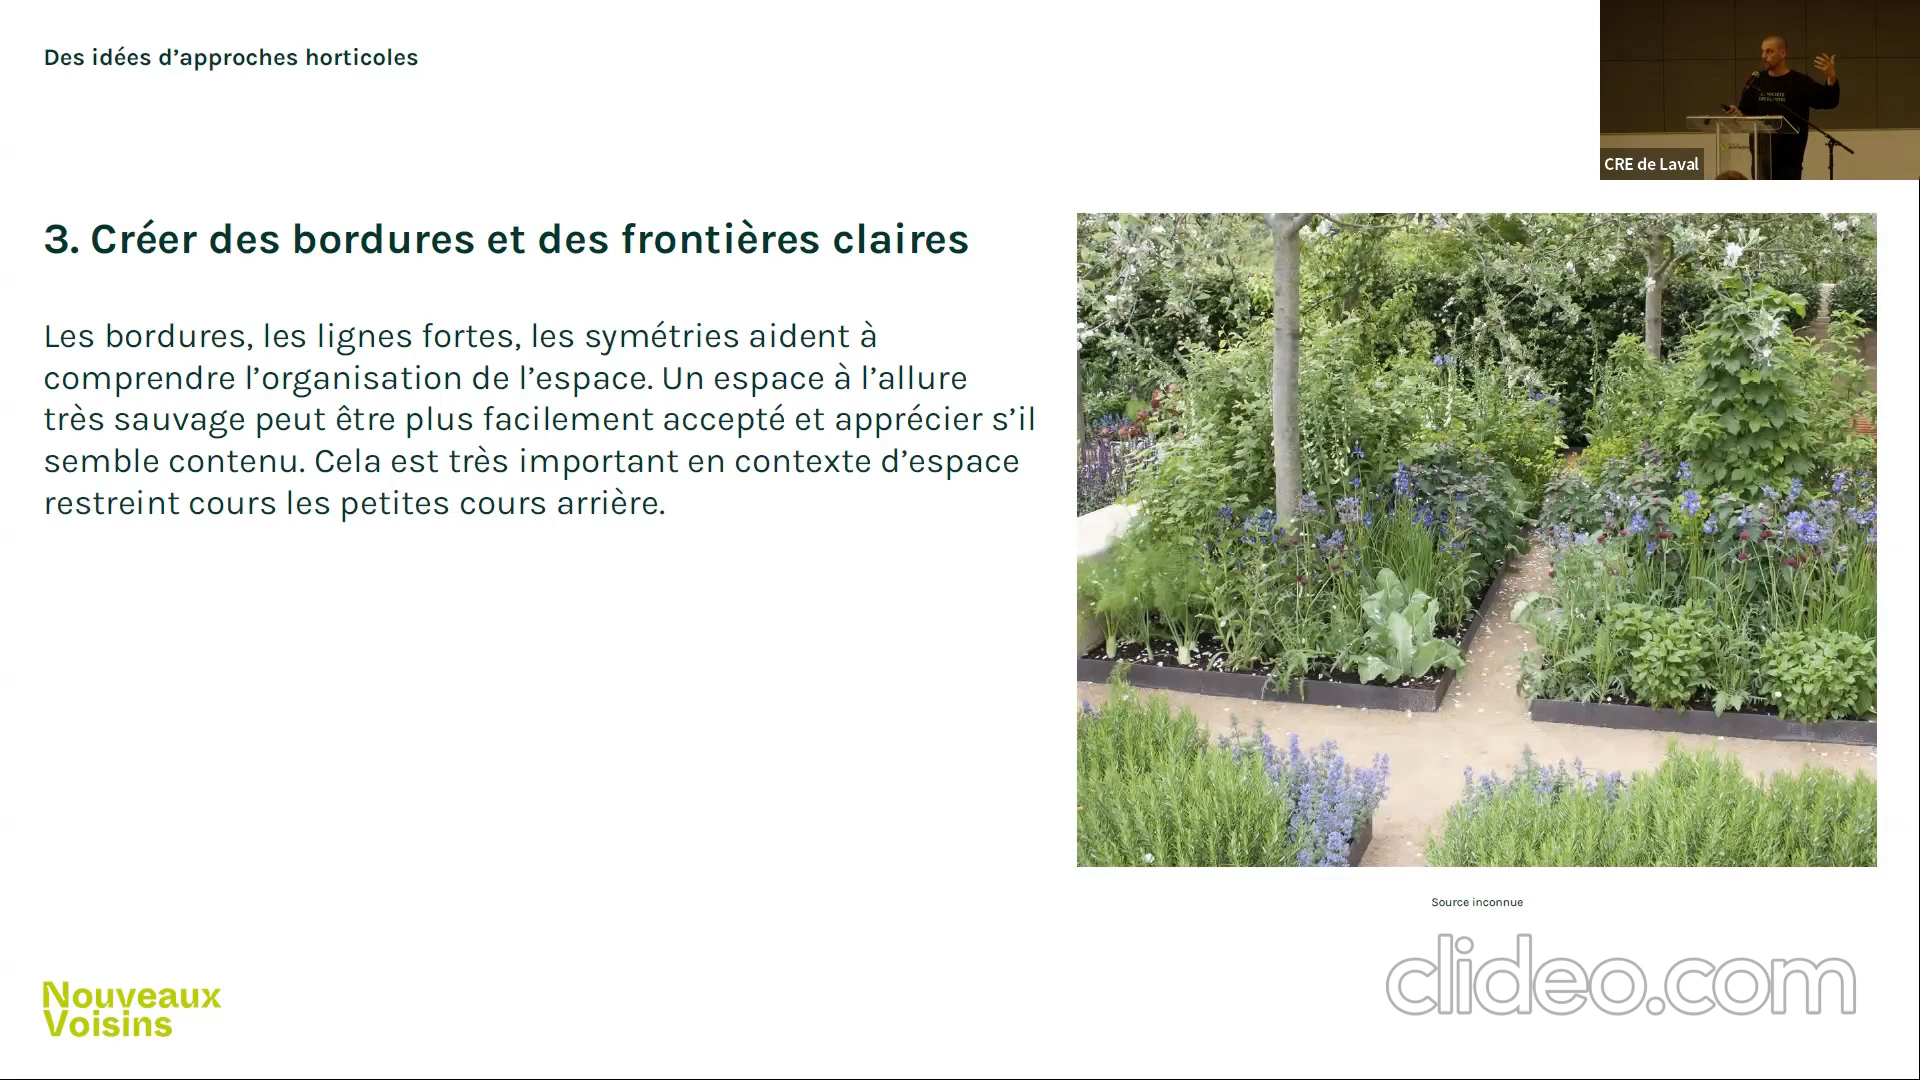 Des idées d’approches horticoles
CRE de Laval
3. Créer des bordures et des frontières claires
Les bordures, les lignes fortes, les symétries aident à
comprendre l’organisation de l’espace. Un espace à l’allure
très sauvage peut être plus facilement accepté et apprécier s’il
semble contenu. Cela est très important en contexte d’espace
restreint cours les petites cours arrière.
Source inconnue
Nouveaux
Voisins
clideo.com